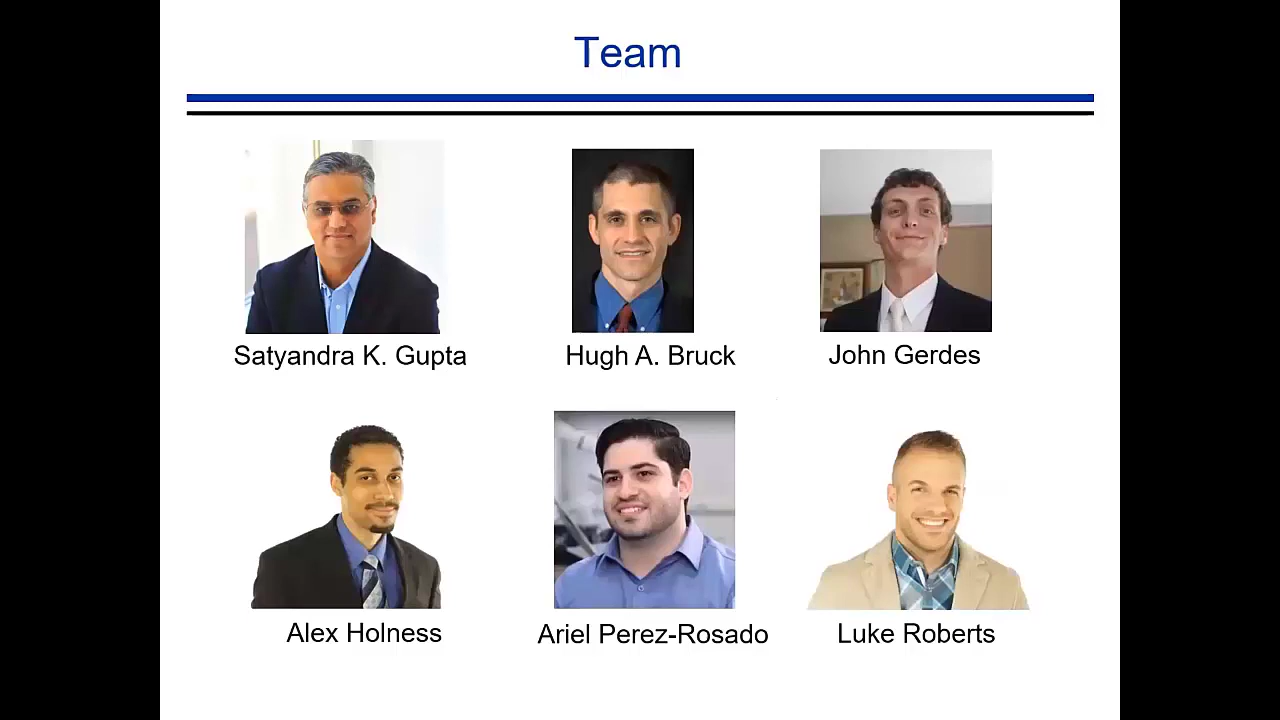 Team
Satyandra K. Gupta
Hugh A. Bruck
John Gerdes
Alex Holness
Ariel Perez-Rosado
Luke Roberts